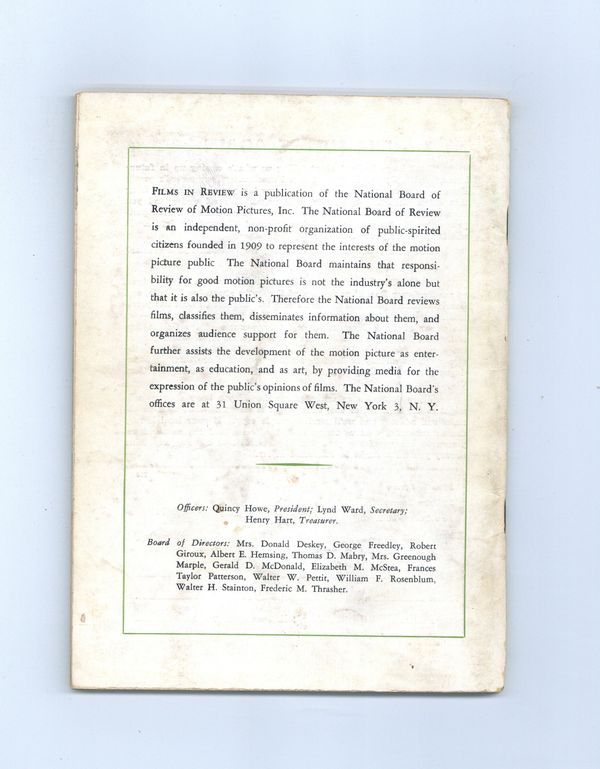 FILMS IN REVIEW is a publication of the National Board of
Review of Motion Pictures, Inc. The National Board of Review
is an independent, non-profit organization of public-spirited
citizens founded in 1909 to represent the interests of the motion
picture public The National Board maintains that responsi-
bility for good motion pictures is not the industry's alone but
that it is also the public's. Therefore the National Board reviews
films, classifies them, disseminates information about them, and
organizes audience support for them. The National Board
further assists the development of the motion picture as enter-
tainment, as education, and as art, by providing media for the
expression of the public's opinions of films. The National Board's
offices are at 31 Union Square West, New York 3, N. Y.
Officers: Quincy Howe, President; Lynd Ward, Secretary;
Henry Hart, Treasurer.
Board of Directors: Mrs. Donald Deskey, George Freedley, Robert
Giroux, Albert E. Hemsing, Thomas D. Mabry, Mrs. Greenough
Marple, Gerald D. McDonald, Elizabeth M. McStea, Frances
Taylor Patterson, Walter W. Pettit, William F. Rosenblum,
Walter H. Stainton, Frederic M. Thrasher.